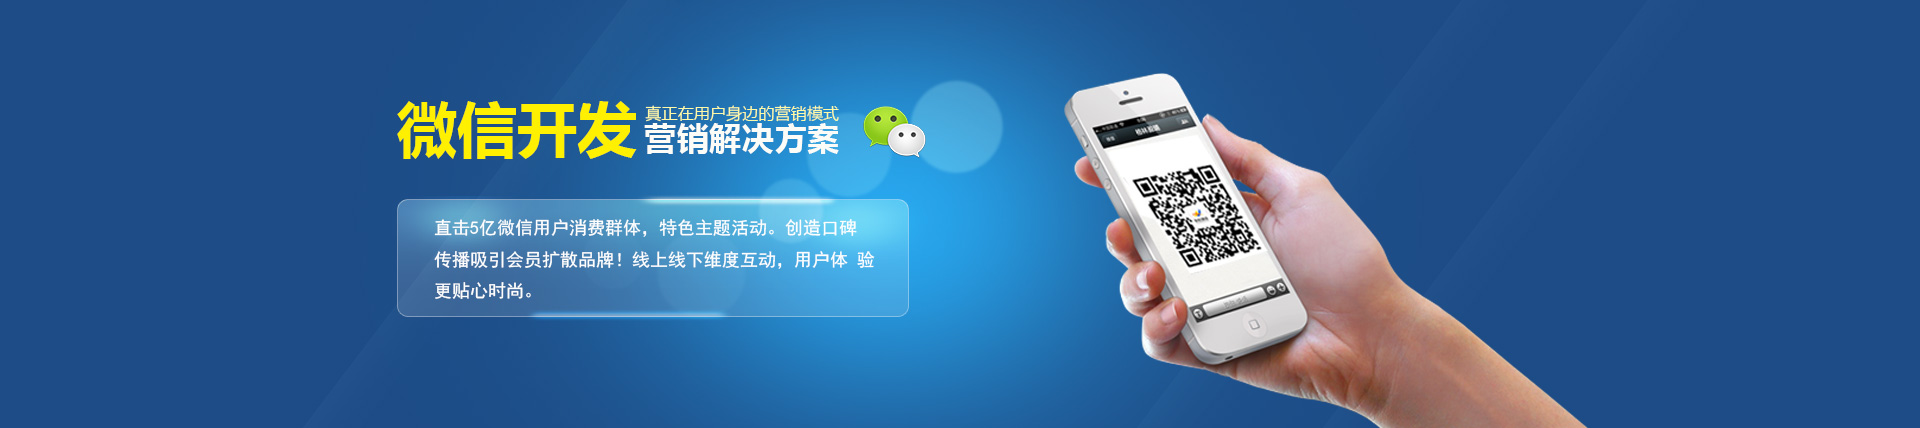 微信开发
真正在用户身边的营销模式
营销解决方案
直击5亿微信用户消费群体，特色主题活动。创造口碑
传播吸引会员扩散品牌！线上线下维度互动，用户体 验
更贴心时尚。